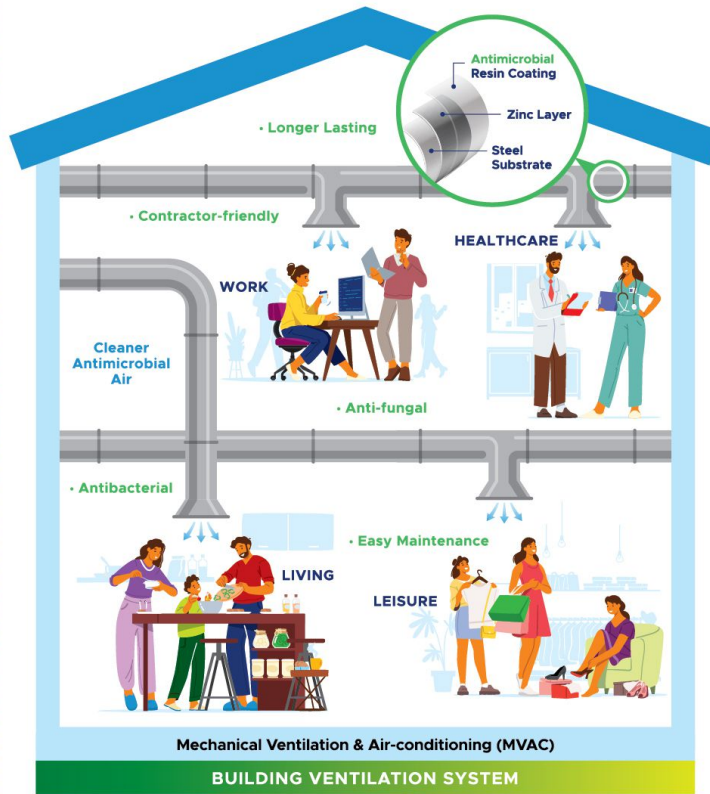 Antimicrobial
Resin Coating
Zinc Layer
Steel
Substrate
• Longer Lasting
• Contractor-friendly
HEALTHCARE
WORK
Cleaner
Antimicrobial
Air
• Anti-fungal
• Antibacterial
• Easy Maintenance
LIVING
LEISURE
Mechanical Ventilation & Air-conditioning (MVAC)
BUILDING VENTILATION SYSTEM